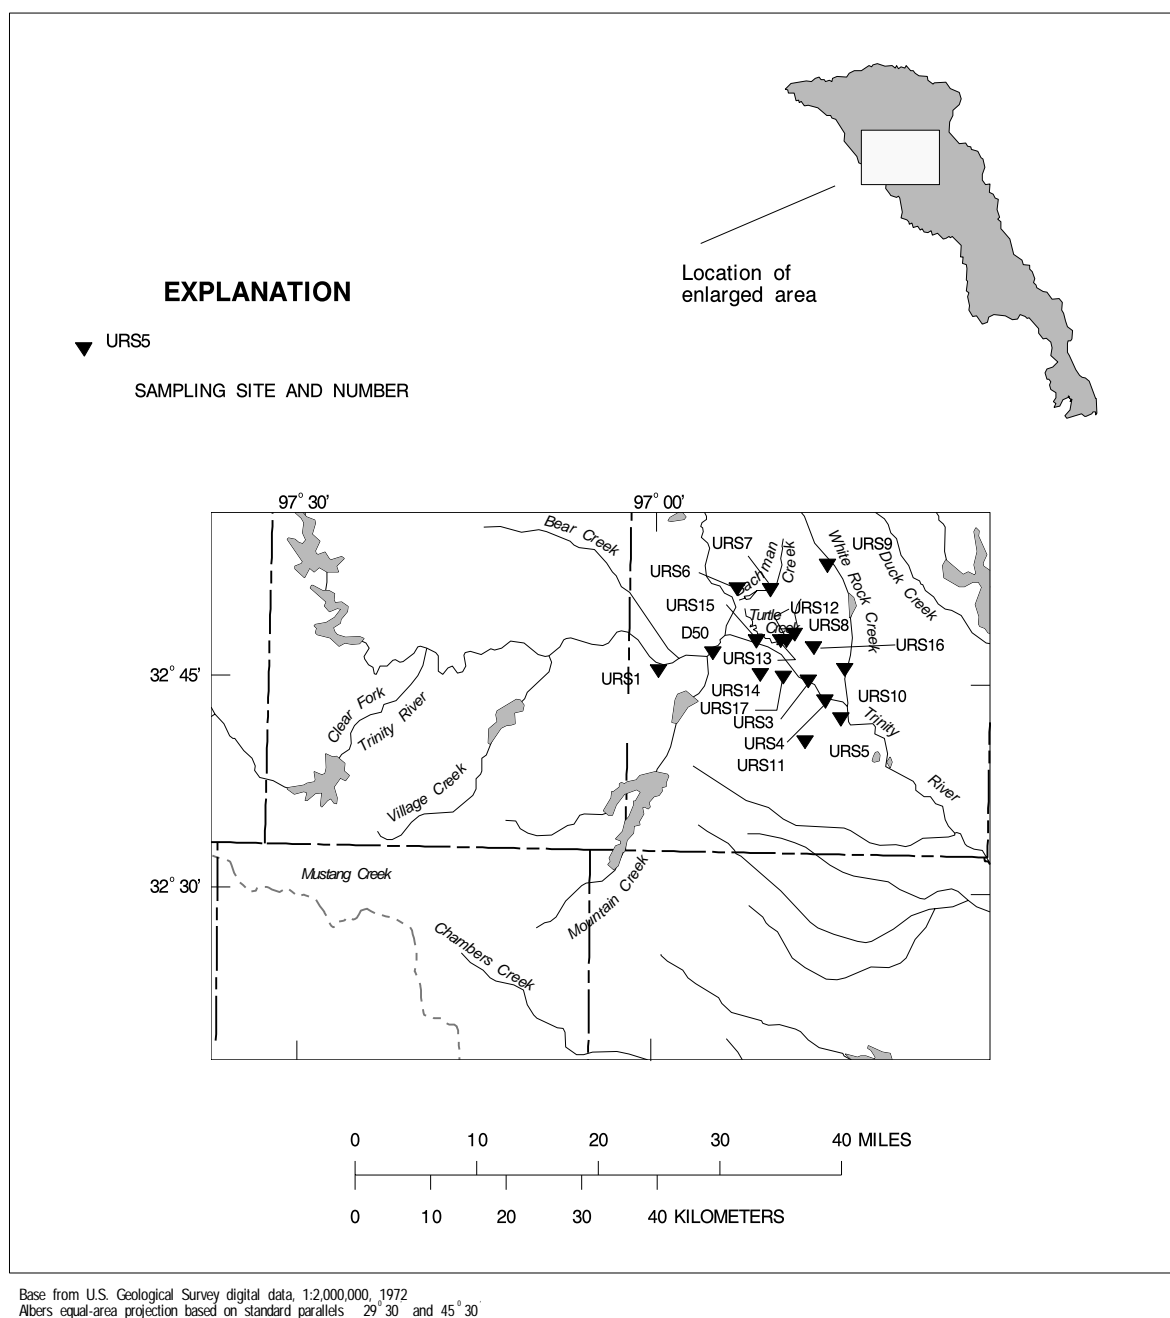 Location of
enlarged area
EXPLANATION
URS5
SAMPLING SITE AND NUMBER
97° 30'
97° 00'
Bear Creek
URS7
Bachman
Creek
White Rock Creek
URS9
Duck Creek
URS6
URS15
Turtle
Creek
URS12
URS8
D50
URS16
URS13
32° 45'
URS1
URS14
URS17
URS10
URS3
Trinity
URS4
URS5
URS11
River
Clear Fork
Trinity River
Village Creek
Mustang Creek
32° 30'
Mountain Creek
Chambers Creek
0 10 20 30 40 MILES
0 10 20 30 40 KILOMETERS
Base from U.S. Geological Survey digital data, 1:2,000,000, 1972
Albers equal-area projection based on standard parallels 29° 30' and 45° 30'